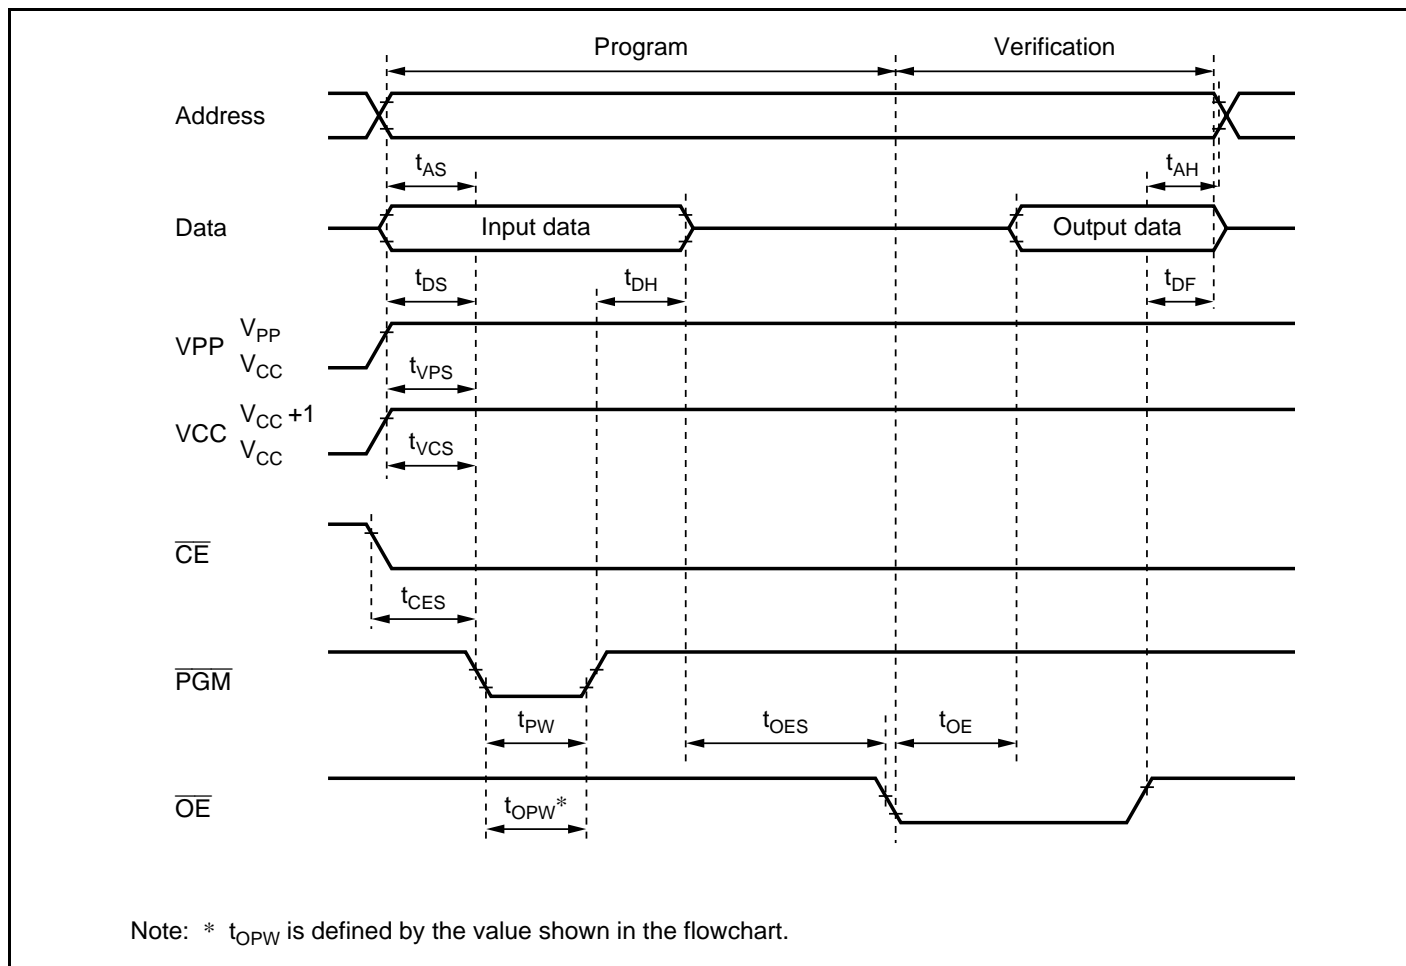 Program
Verification
Address
tAS
tAH
Data
Input data
Output data
tDS
tDH
tDF
VPP
VPP
VCC
tVPS
VCC
VCC +1
VCC
tVCS
CE
tCES
PGM
tPW
tOES
tOE
OE
tOPW*
Note: * tOPW is defined by the value shown in the flowchart.